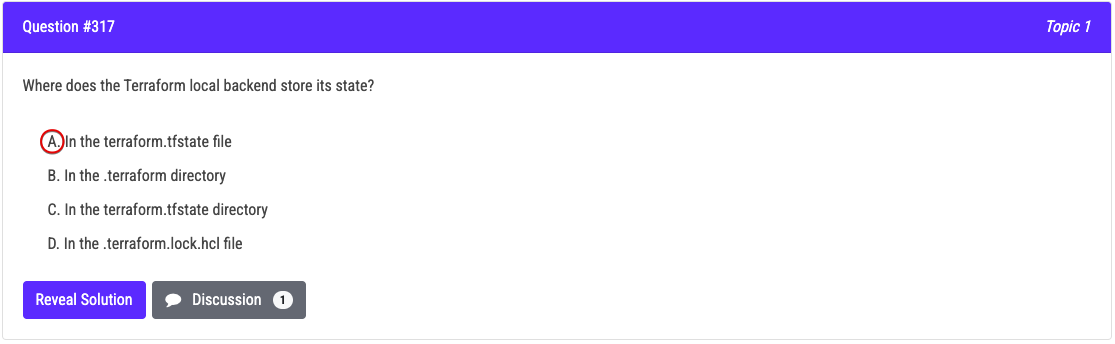 Question #317 Topic 1
Where does the Terraform local backend store its state?
A. In the terraform.tfstate file
B. In the .terraform directory
C. In the terraform.tfstate directory
D. In the .terraform.lock.hcl file
Reveal Solution Discussion 1